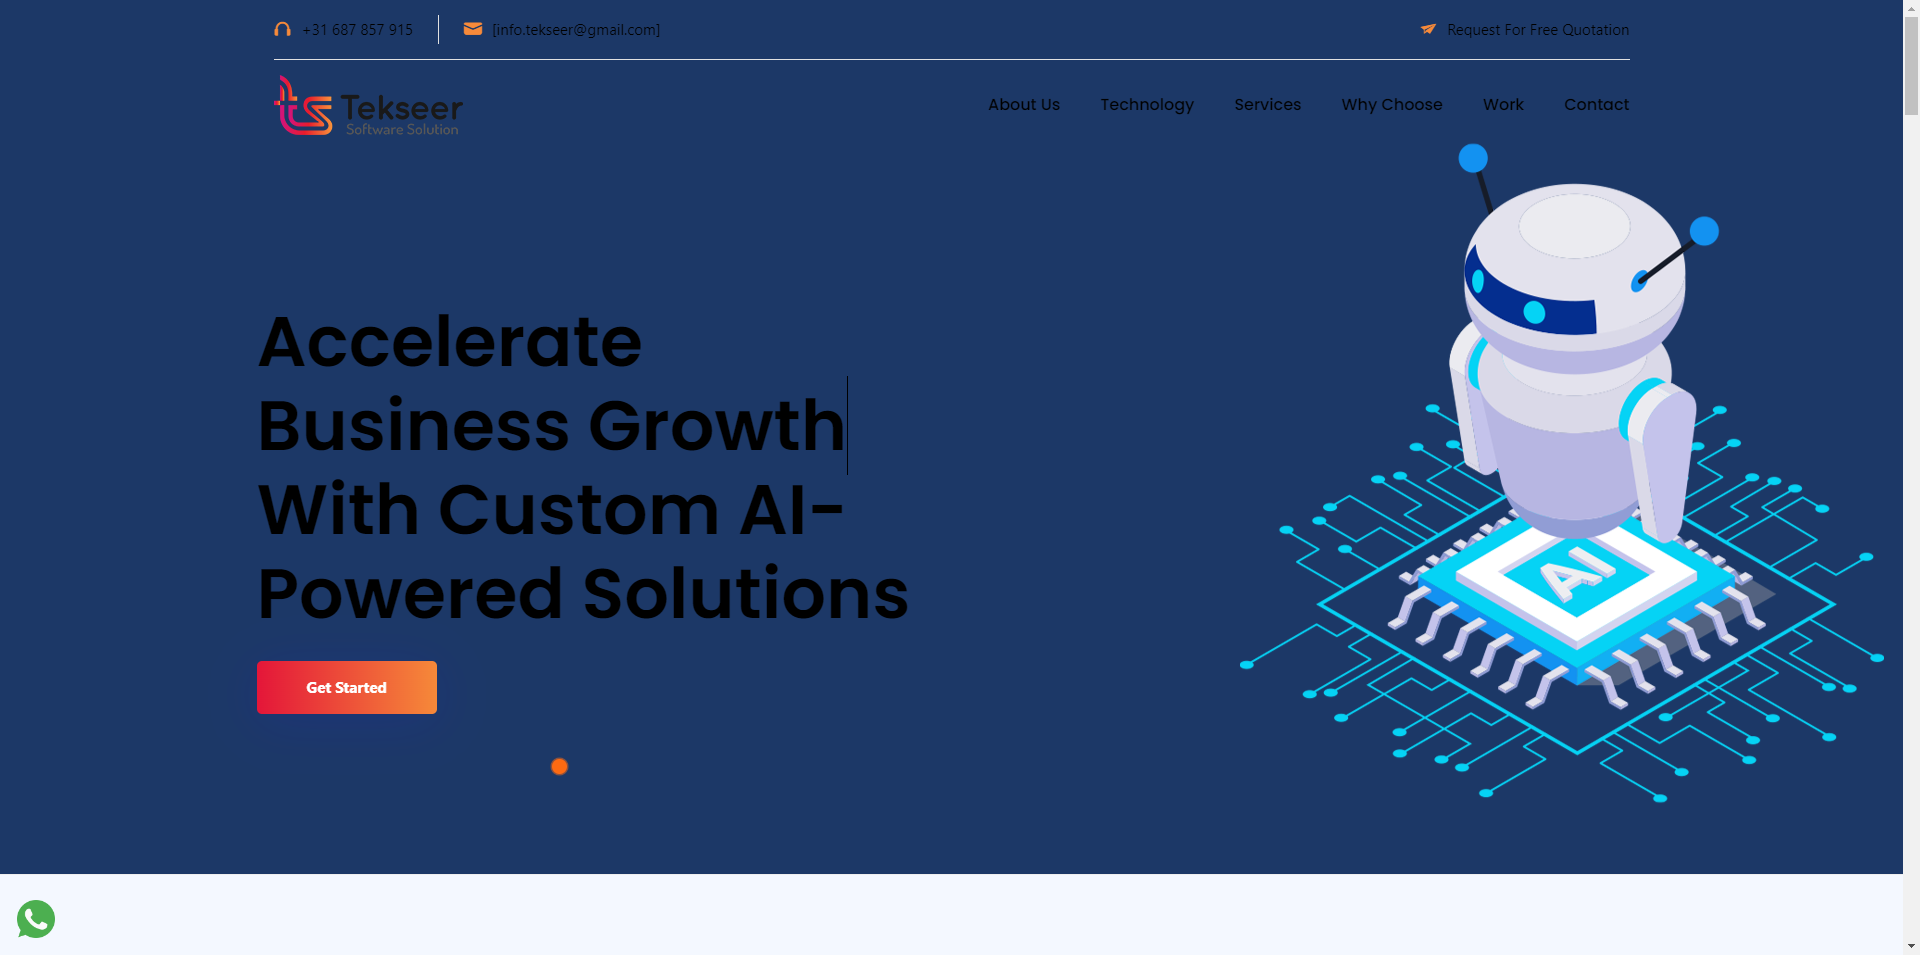 +31 687 857 915
[info.tekseer@gmail.com]
Request For Free Quotation
ts Tekseer
Software Solution
About Us
Technology
Services
Why Choose
Work
Contact
Accelerate
Business Growth
With Custom AI-
Powered Solutions
Get Started
AI